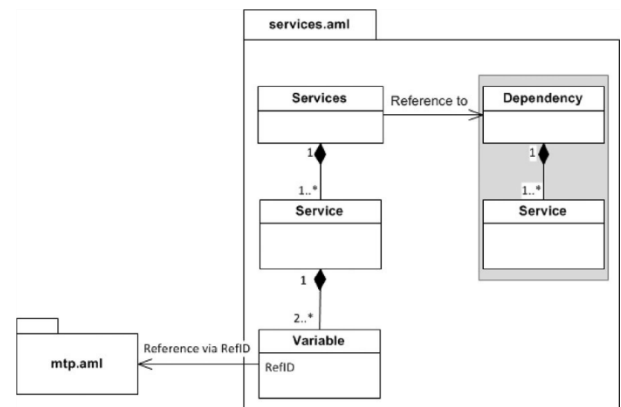 services.aml
Services
Reference to
Dependency
1
1
1..*
1..*
Service
Service
1
2..*
Variable
Reference via RefID
RefID
mtp.aml